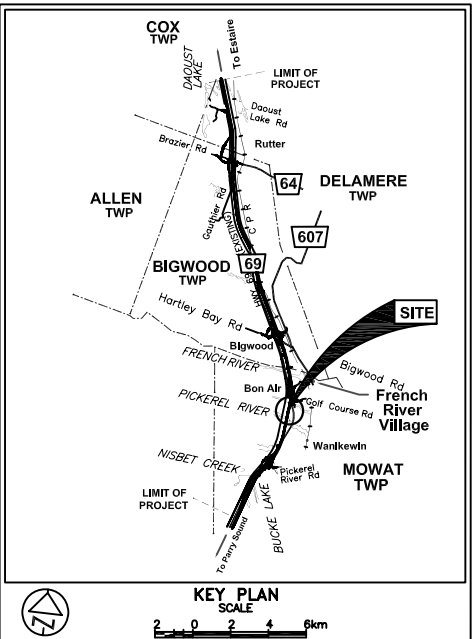 COX
TWP
To Estaire
DAOUST
LAKE
LIMIT OF
PROJECT
Daoust
Lake Rd
Brazier Rd
Rutter
64
DELAMERE
TWP
ALLEN
TWP
Gauthier Rd
(EXISTING)
C P R
607
69
HWY 69
BIGWOOD
TWP
Hartley Bay Rd
SITE
Bigwood
FRENCH RIVER
Bigwood Rd
Bon Air
French
River
Village
PICKEREL RIVER
Golf Course Rd
Wanikewin
NISBET CREEK
MOWAT
TWP
Pickerel
River Rd
BUCKE LAKE
LIMIT OF
PROJECT
To Parry Sound
KEY PLAN
SCALE
N
2 0 2 4 6km